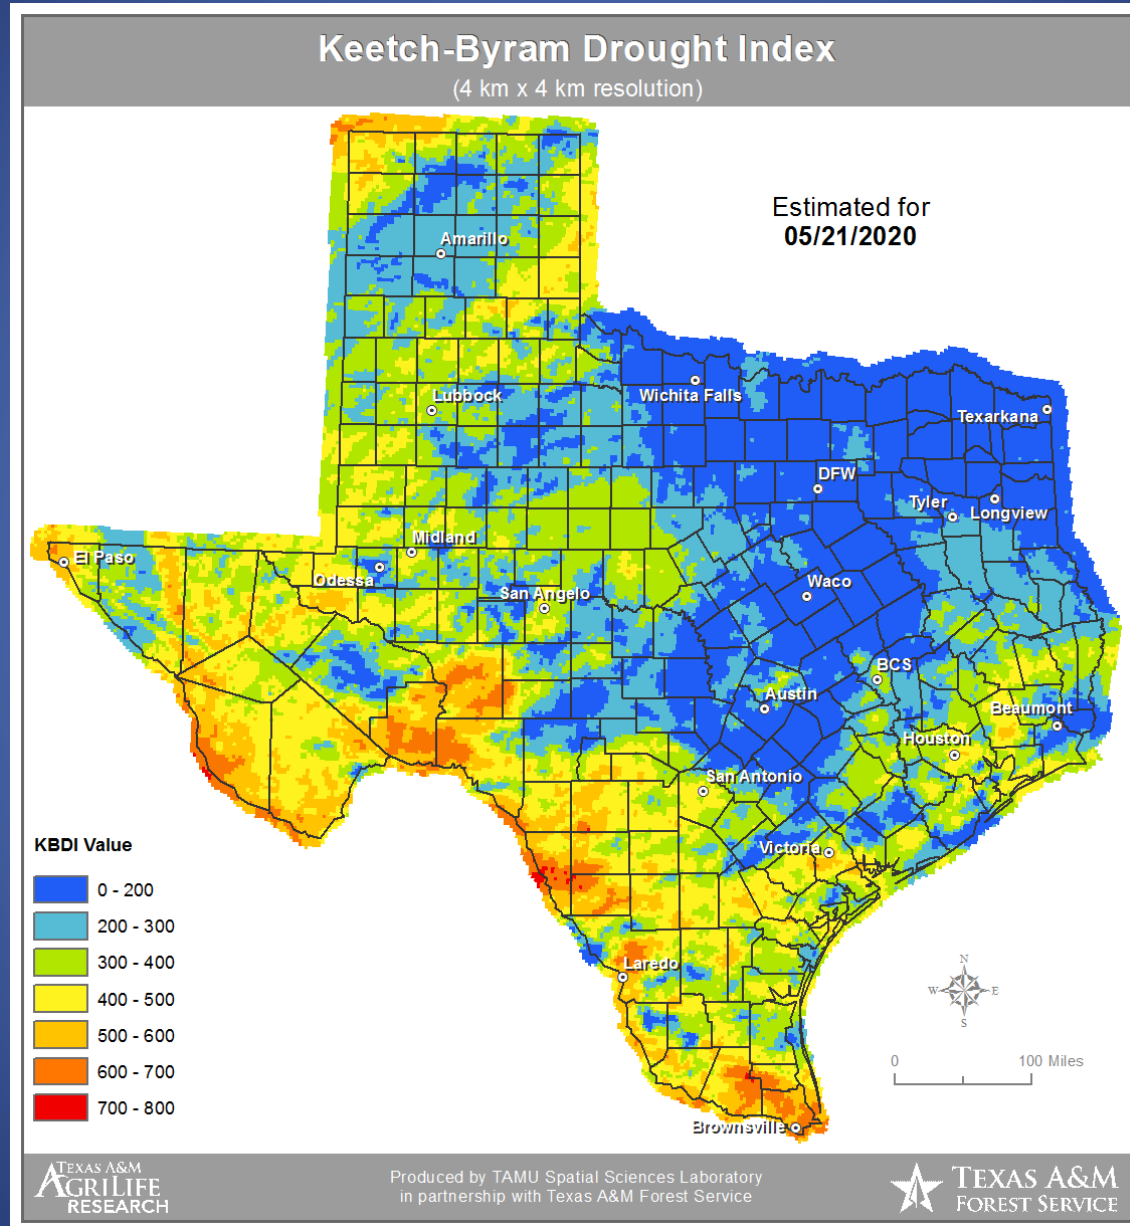 Keetch-Byram Drought Index
(4 km x 4 km resolution)
Estimated for
05/21/2020
Amarillo
Lubbock
Wichita Falls
Texarkana
DFW
Tyler
Longview
Midland
El Paso
Odessa
San Angelo
Waco
BCS
Austin
Beaumont
Houston
San Antonio
Victoria
KBDI Value
0 - 200
200 - 300
300 - 400
400 - 500
500 - 600
600 - 700
700 - 800
Laredo
N
W E
S
0 100 Miles
Brownsville
TEXAS A&M
AGRILIFE
RESEARCH
Produced by TAMU Spatial Sciences Laboratory
in partnership with Texas A&M Forest Service
TEXAS A&M
FOREST SERVICE